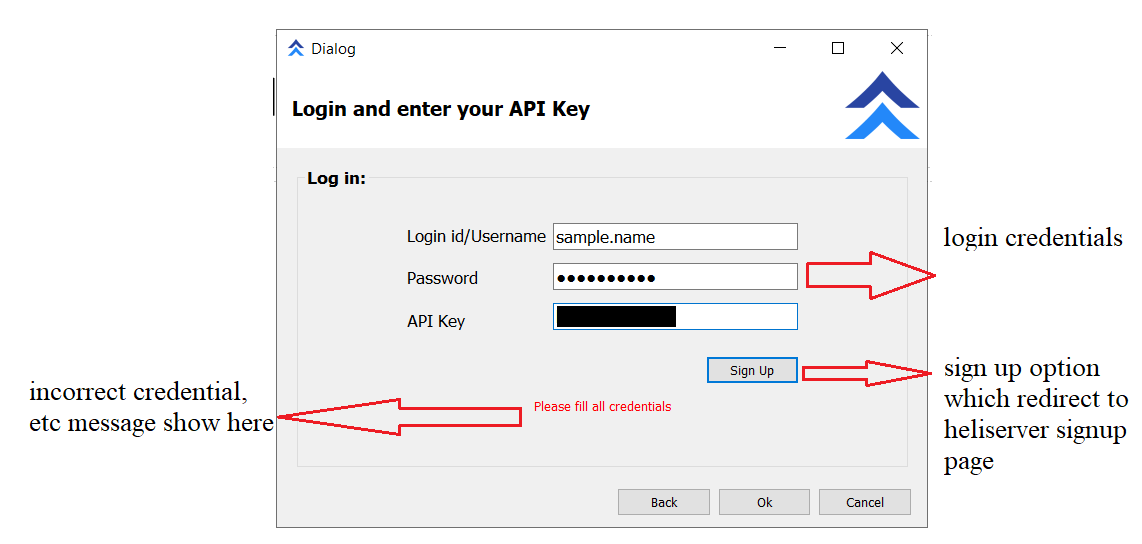 Dialog
Login and enter your API Key
Log in:
Login id/Username sample.name
Password ●●●●●●●●●●
API Key
Sign Up
Please fill all credentials
Back Ok Cancel
login credentials
sign up option
which redirect to
heliserver signup
page
incorrect credential,
etc message show here